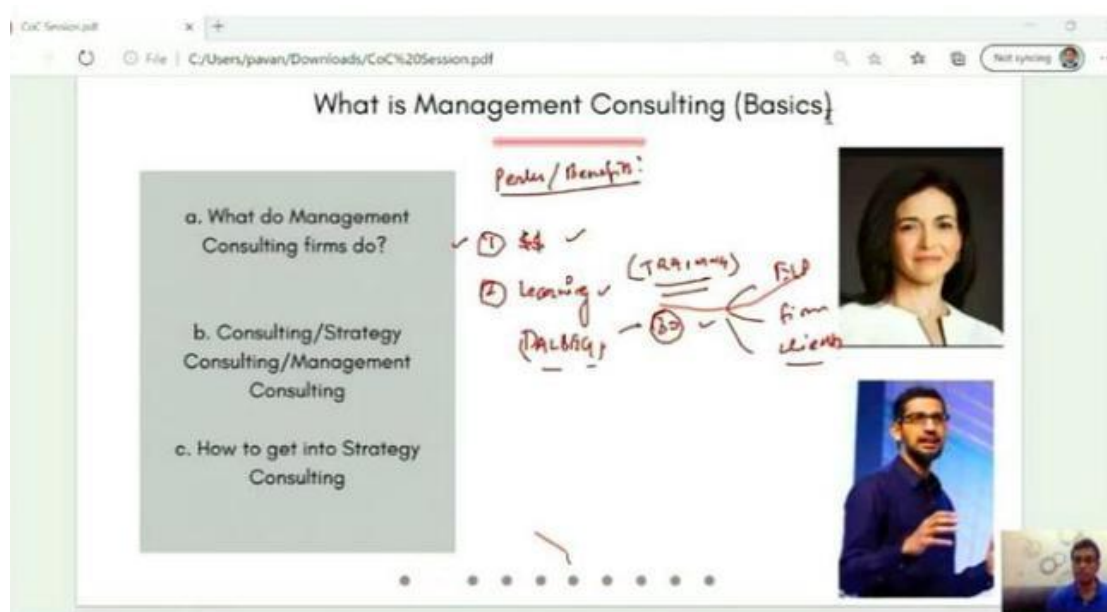 CoC Session.pdf
File | C:/Users/pavan/Downloads/CoC%20Session.pdf
Not syncing
What is Management Consulting (Basics)
Perks/Benefits:
a. What do Management
Consulting firms do?
b. Consulting/Strategy
Consulting/Management
Consulting
c. How to get into Strategy
Consulting
1 $$
2 Learning
(TRAINING)
firm
clients